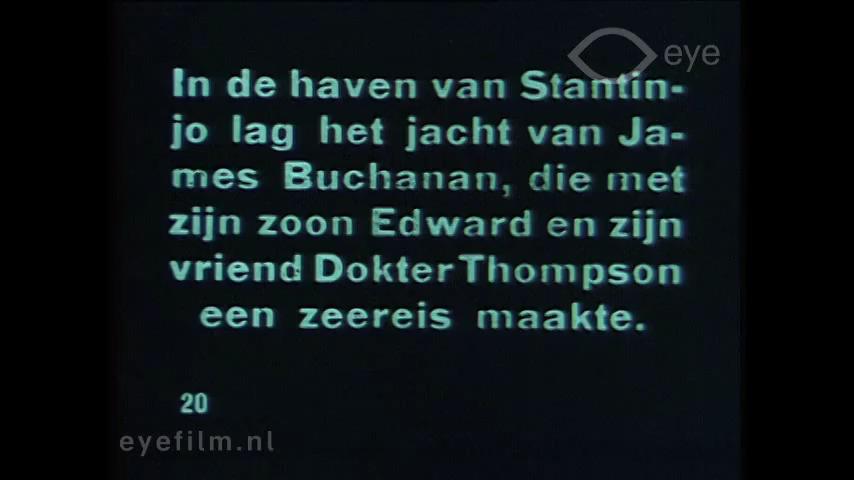 eye
In de haven van Stantin-
jo lag het jacht van Ja-
mes Buchanan, die met
zijn zoon Edward en zijn
vriend Dokter Thompson
een zeereis maakte.
20
eyefilm.nl